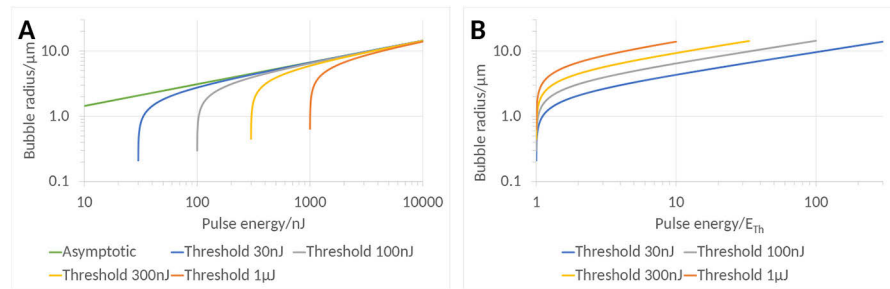 A
Bubble radius/µm
10.0
1.0
0.1
10
100
1000
10000
Pulse energy/nJ
Asymptotic
Threshold 30nJ
Threshold 100nJ
Threshold 300nJ
Threshold 1µJ
B
Bubble radius/µm
10.0
1.0
0.1
1
10
100
Pulse energy/E_Th
Threshold 30nJ
Threshold 100nJ
Threshold 300nJ
Threshold 1µJ